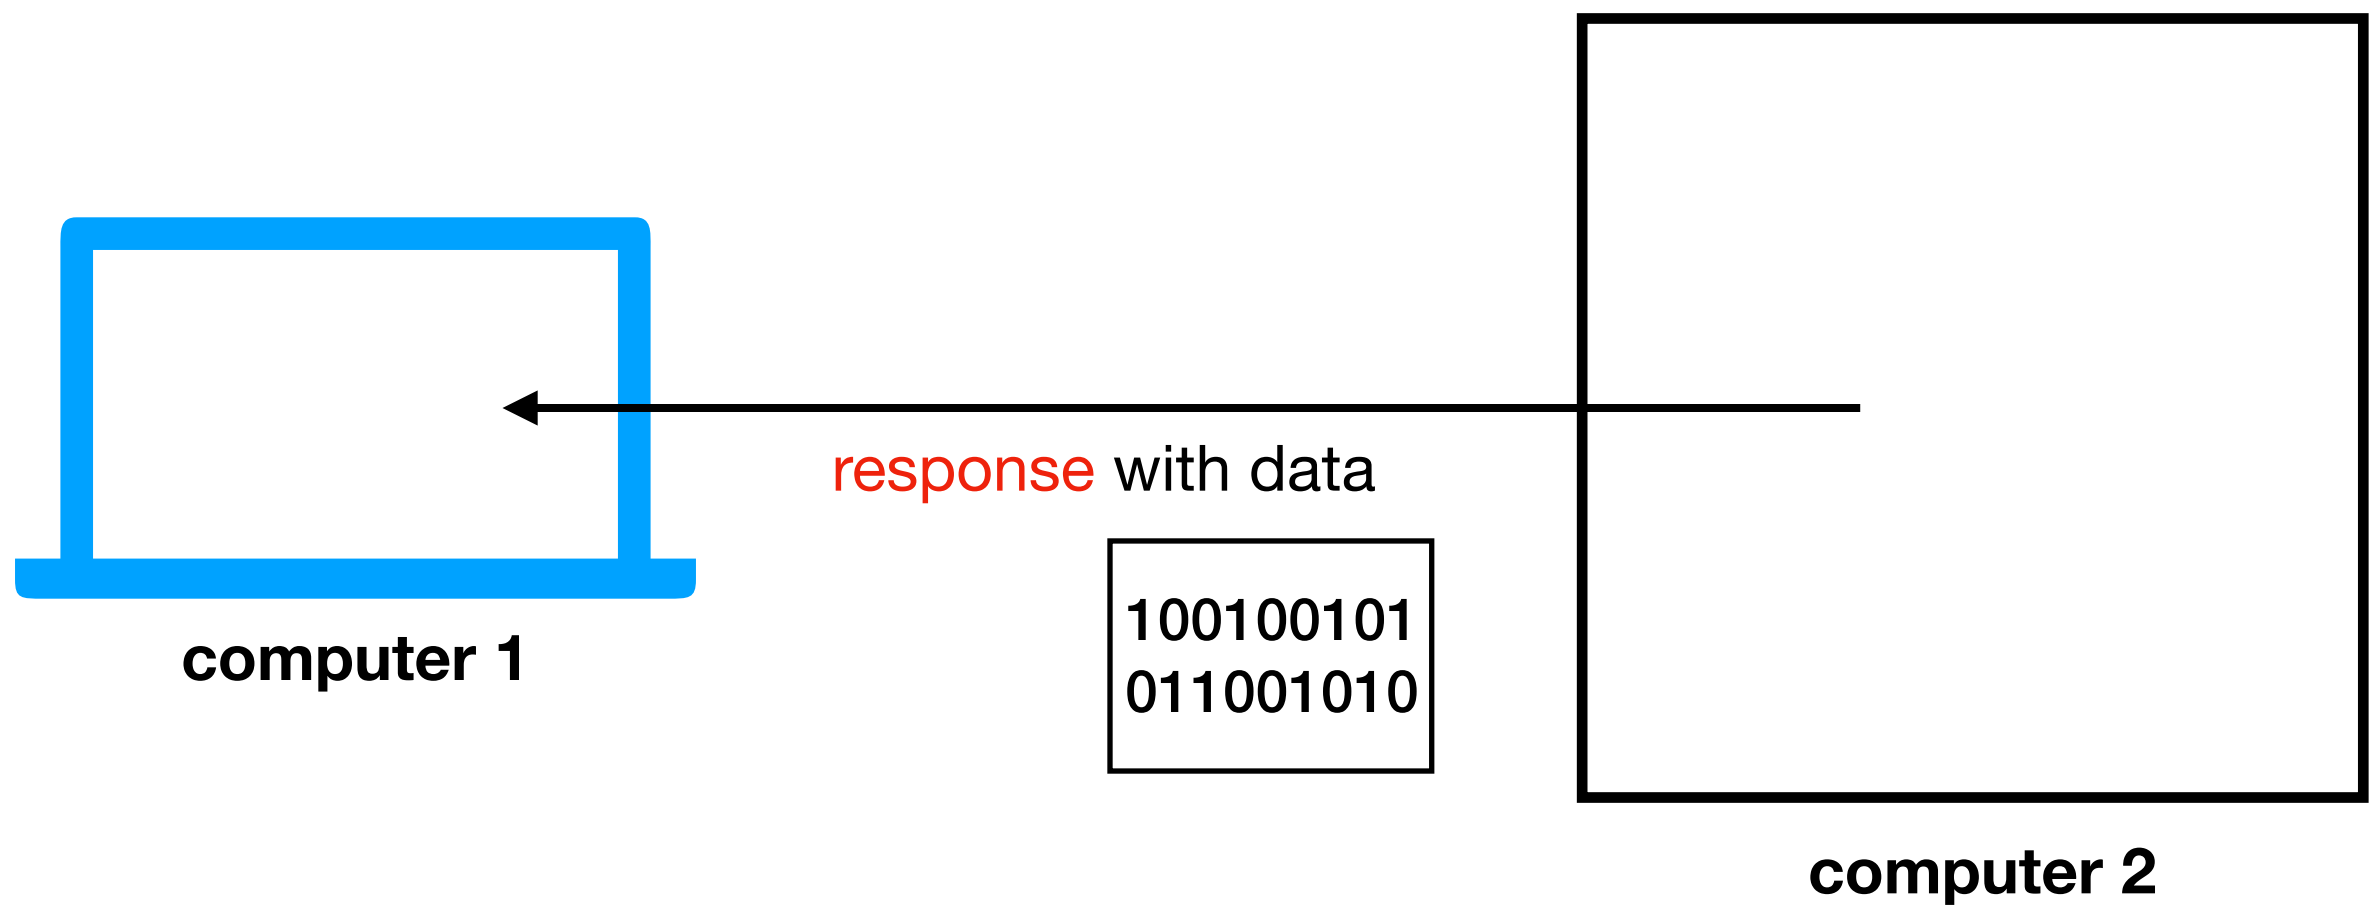 response with data
100100101
011001010
computer 1
computer 2